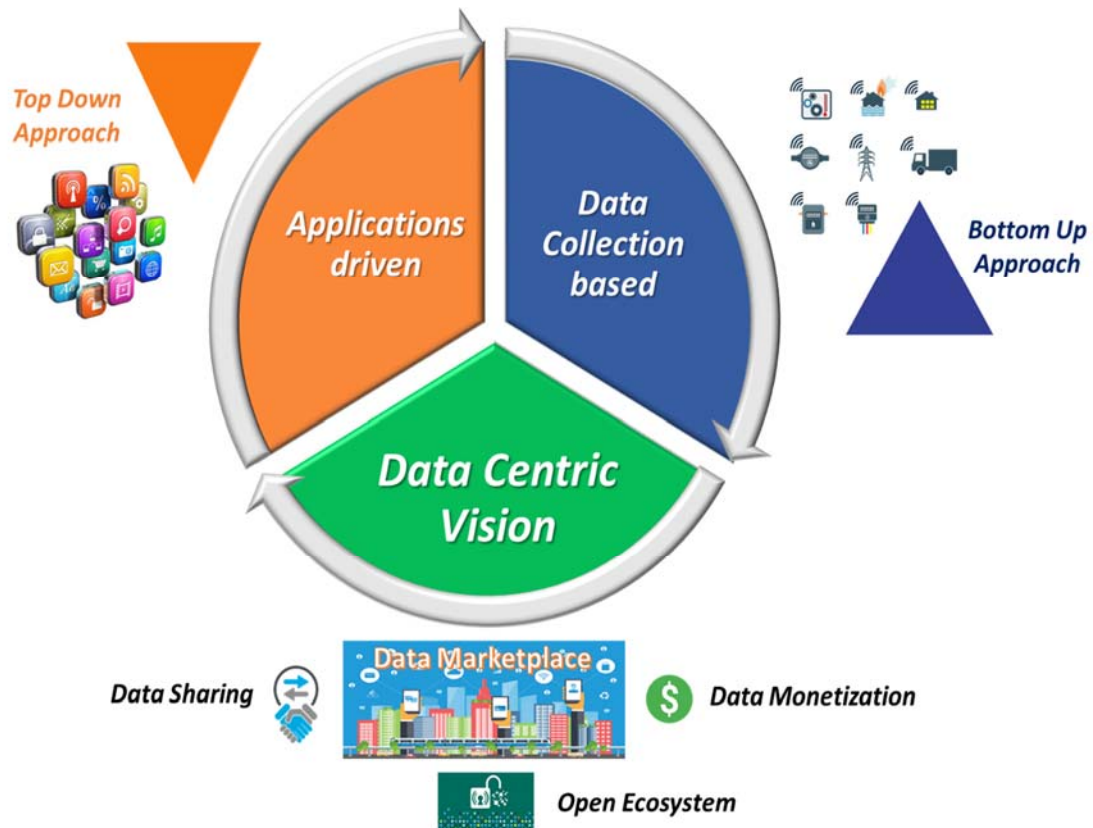 Top Down
Approach
Applications
driven
Data
Collection
based
Bottom Up
Approach
Data Centric
Vision
Data Marketplace
Data Sharing
$
Data Monetization
Open Ecosystem
%